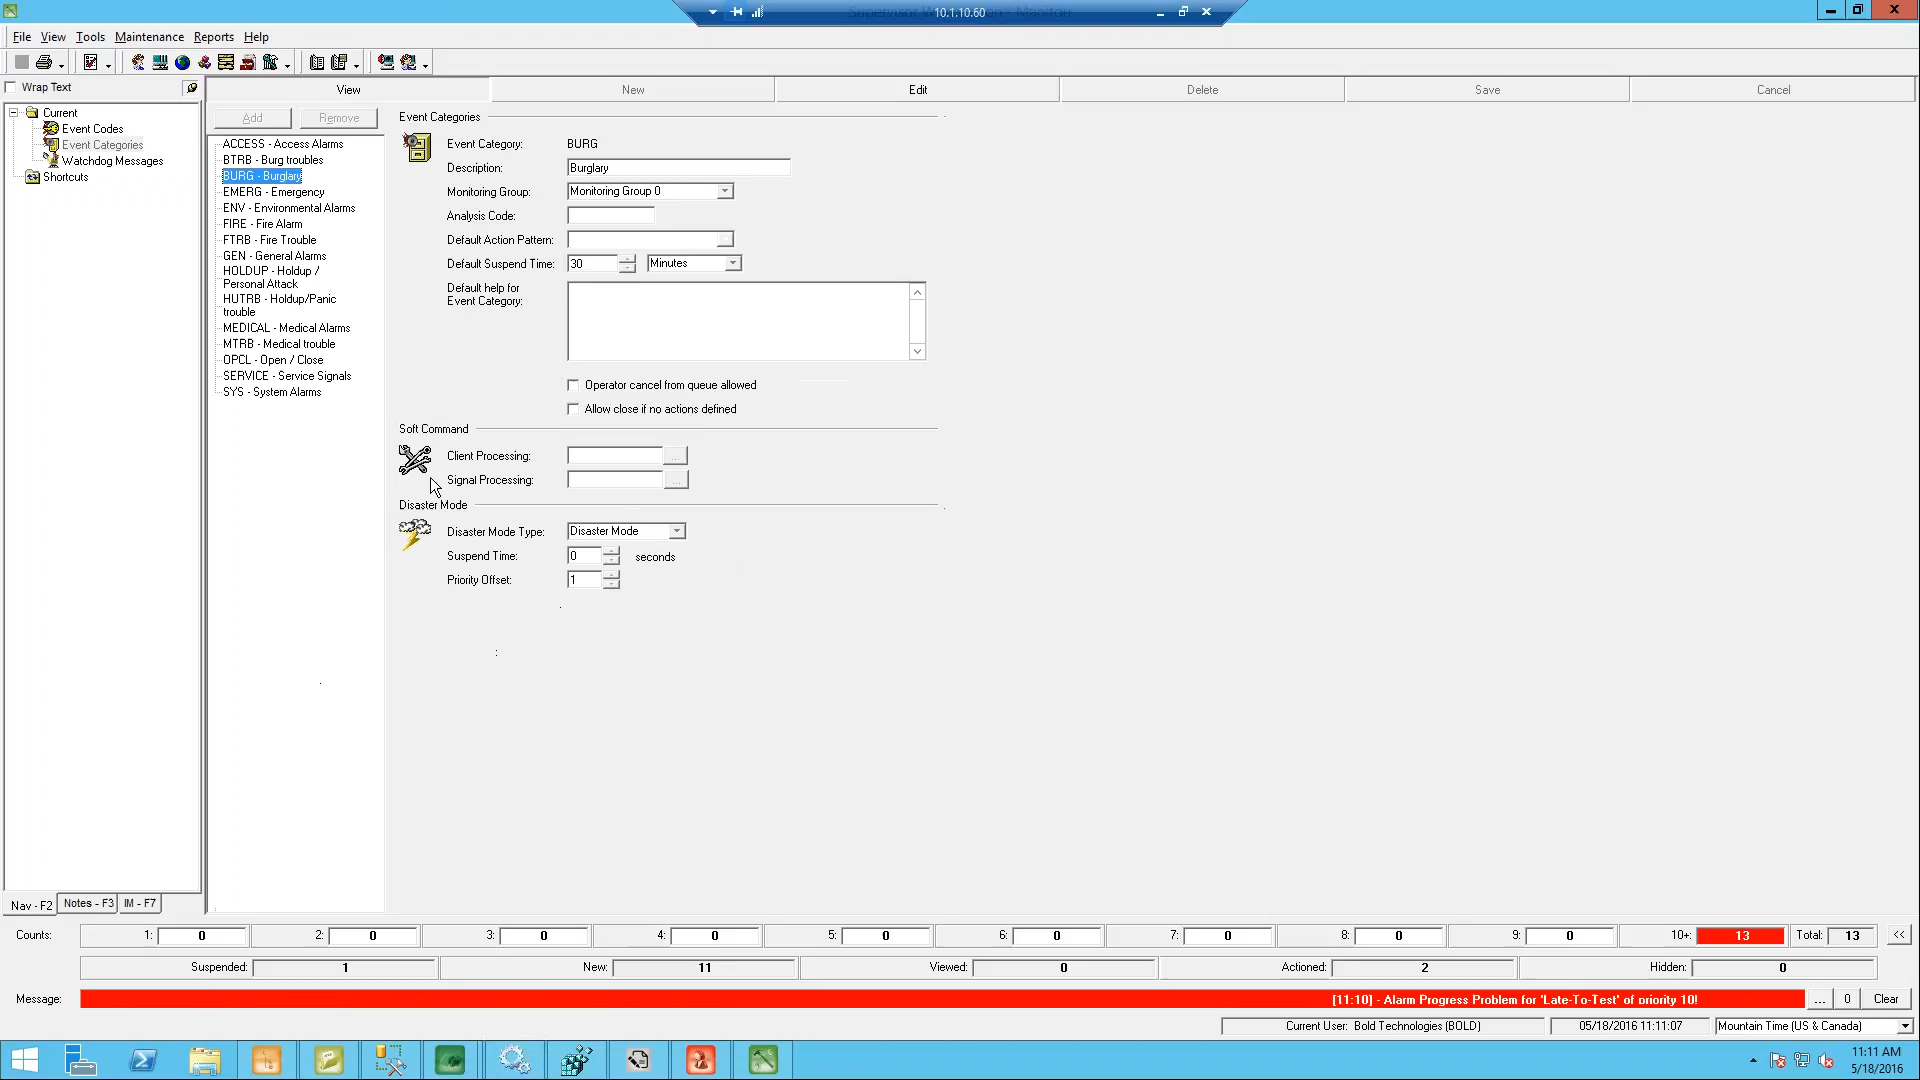 10.1.10.60
File View Tools Maintenance Reports Help
Wrap Text
View New Edit Delete Save Cancel
Current
Event Codes
Event Categories
Watchdog Messages
Shortcuts
Add Remove
ACCESS - Access Alarms
BTRB - Burg troubles
BURG - Burglary
EMERG - Emergency
ENV - Environmental Alarms
FIRE - Fire Alarm
FTRB - Fire Trouble
GEN - General Alarms
HOLDUP - Holdup /
Personal Attack
HUTRB - Holdup/Panic
trouble
MEDICAL - Medical Alarms
MTRB - Medical trouble
OPCL - Open / Close
SERVICE - Service Signals
SYS - System Alarms
Event Categories
Event Category: BURG
Description: Burglary
Monitoring Group: Monitoring Group 0
Analysis Code:
Default Action Pattern:
Default Suspend Time: 30 Minutes
Default help for
Event Category:
Operator cancel from queue allowed
Allow close if no actions defined
Soft Command
Client Processing: ...
Signal Processing: ...
Disaster Mode
Disaster Mode Type: Disaster Mode
Suspend Time: 0 seconds
Priority Offset: 1
Nav - F2 Notes - F3 IM - F7
Counts: 1: 0 2: 0 3: 0 4: 0 5: 0 6: 0 7: 0 8: 0 9: 0 10+: 13 Total: 13 <<
Suspended: 1 New: 11 Viewed: 0 Actioned: 2 Hidden: 0
Message: [11:10] - Alarm Progress Problem for 'Late-To-Test' of priority 10! ... 0 Clear
Current User: Bold Technologies (BOLD) 05/18/2016 11:11:07 Mountain Time (US & Canada)
11:11 AM
5/18/2016